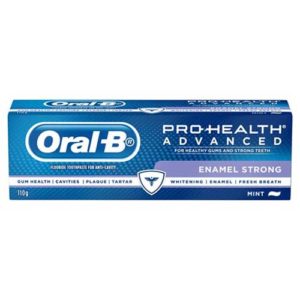 Oral-B®
FLUORIDE TOOTHPASTE FOR ANTI-CAVITY
GUM HEALTH | CAVITIES | PLAQUE | TARTAR
110g
PRO-HEALTH®
ADVANCED
FOR HEALTHY GUMS AND STRONG TEETH
ENAMEL STRONG
WHITENING | ENAMEL | FRESH BREATH
MINT